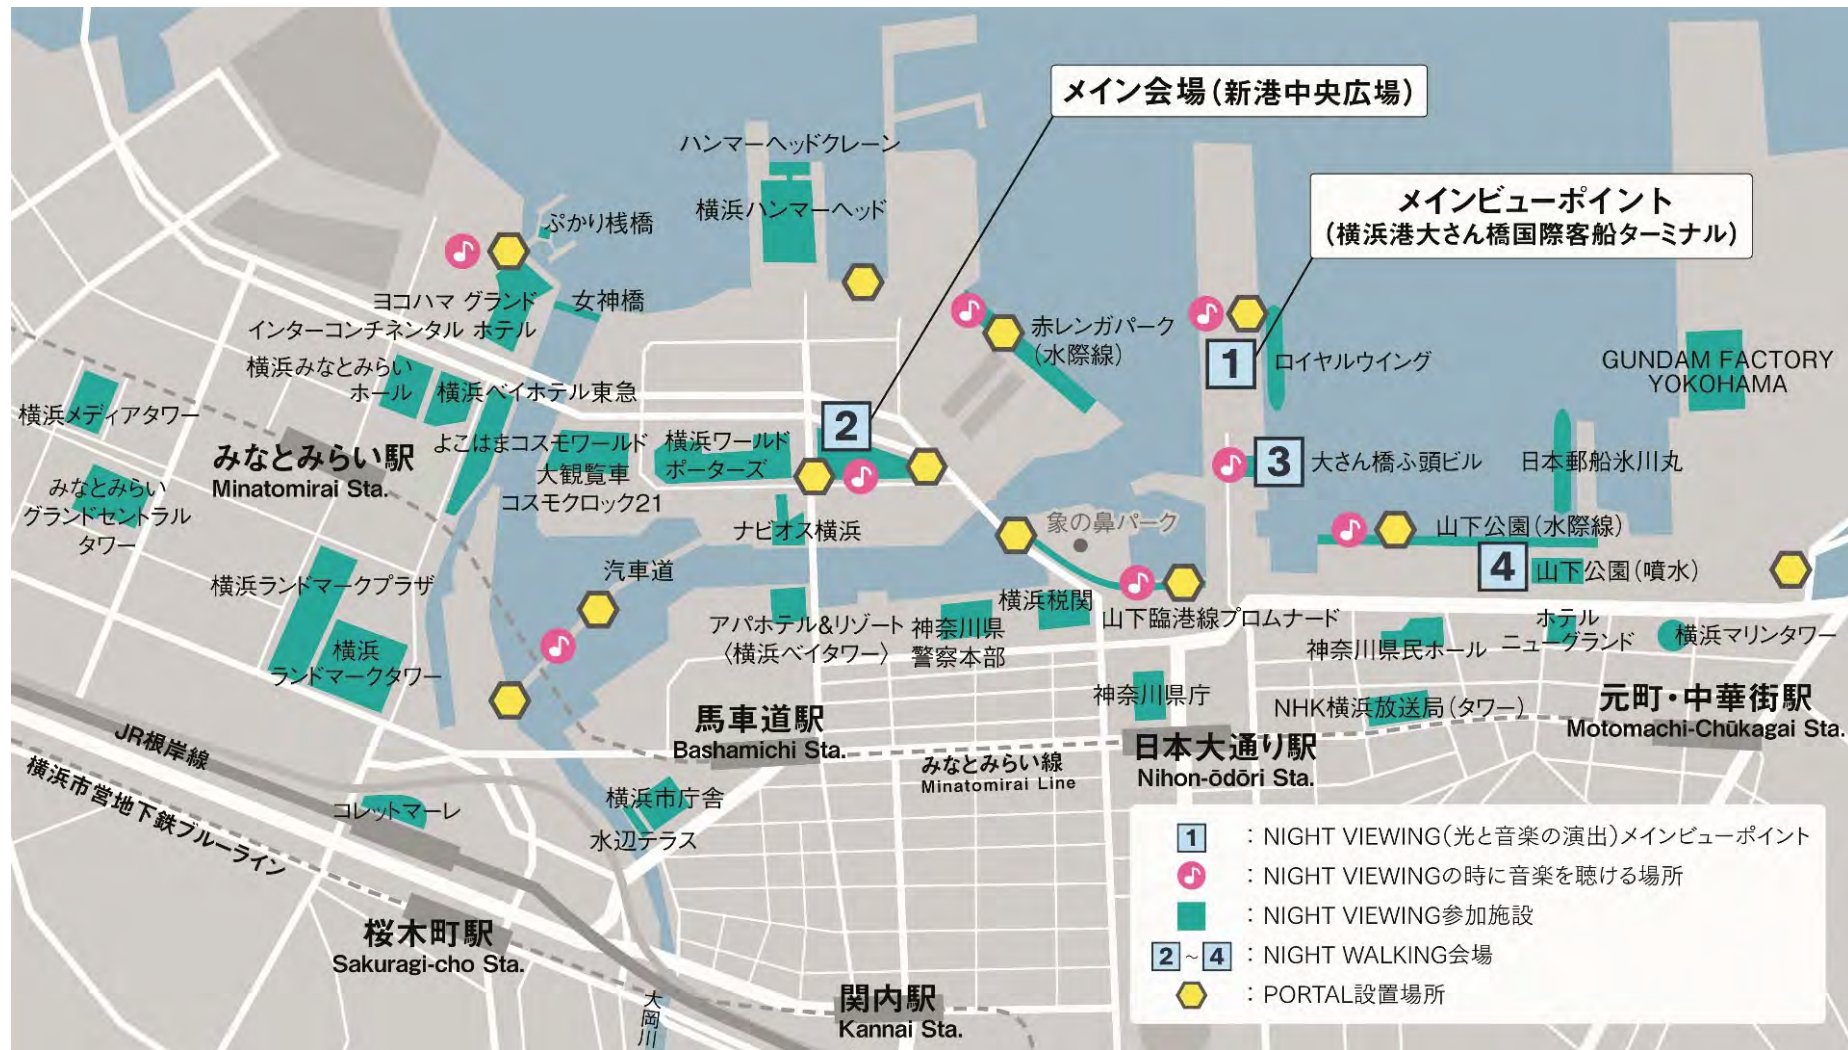 メイン会場(新港中央広場)
ハンマーヘッドクレーン
メインビューポイント
(横浜港大さん橋国際客船ターミナル)
横浜ハンマーヘッド
ぷかり桟橋
ヨコハマ グランド
インターコンチネンタル ホテル
女神橋
赤レンガパーク
(水際線)
1
ロイヤルウイング
GUNDAM FACTORY
YOKOHAMA
横浜みなとみらい
ホール
横浜ベイホテル東急
横浜メディアタワー
2
みなとみらい駅
Minatomirai Sta.
よこはまコスモワールド
大観覧車
コスモクロック21
横浜ワールド
ポーターズ
3
大さん橋ふ頭ビル
日本郵船氷川丸
みなとみらい
グランドセントラル
タワー
ナビオス横浜
象の鼻パーク
山下公園(水際線)
4
山下公園(噴水)
汽車道
横浜ランドマークプラザ
横浜
ランドマークタワー
アパホテル&リゾート
〈横浜ベイタワー〉
神奈川県
警察本部
横浜税関
山下臨港線プロムナード
神奈川県民ホール
ホテル
ニューグランド
横浜マリンタワー
神奈川県庁
NHK横浜放送局(タワー)
元町・中華街駅
Motomachi-Chūkagai Sta.
馬車道駅
Bashamichi Sta.
みなとみらい線
Minatomirai Line
日本大通り駅
Nihon-ōdōri Sta.
JR根岸線
横浜市営地下鉄ブルーライン
コレットマーレ
横浜市庁舎
水辺テラス
桜木町駅
Sakuragi-cho Sta.
大岡川
関内駅
Kannai Sta.
1 : NIGHT VIEWING(光と音楽の演出)メインビューポイント
: NIGHT VIEWINGの時に音楽を聴ける場所
: NIGHT VIEWING参加施設
2~4 : NIGHT WALKING会場
: PORTAL設置場所